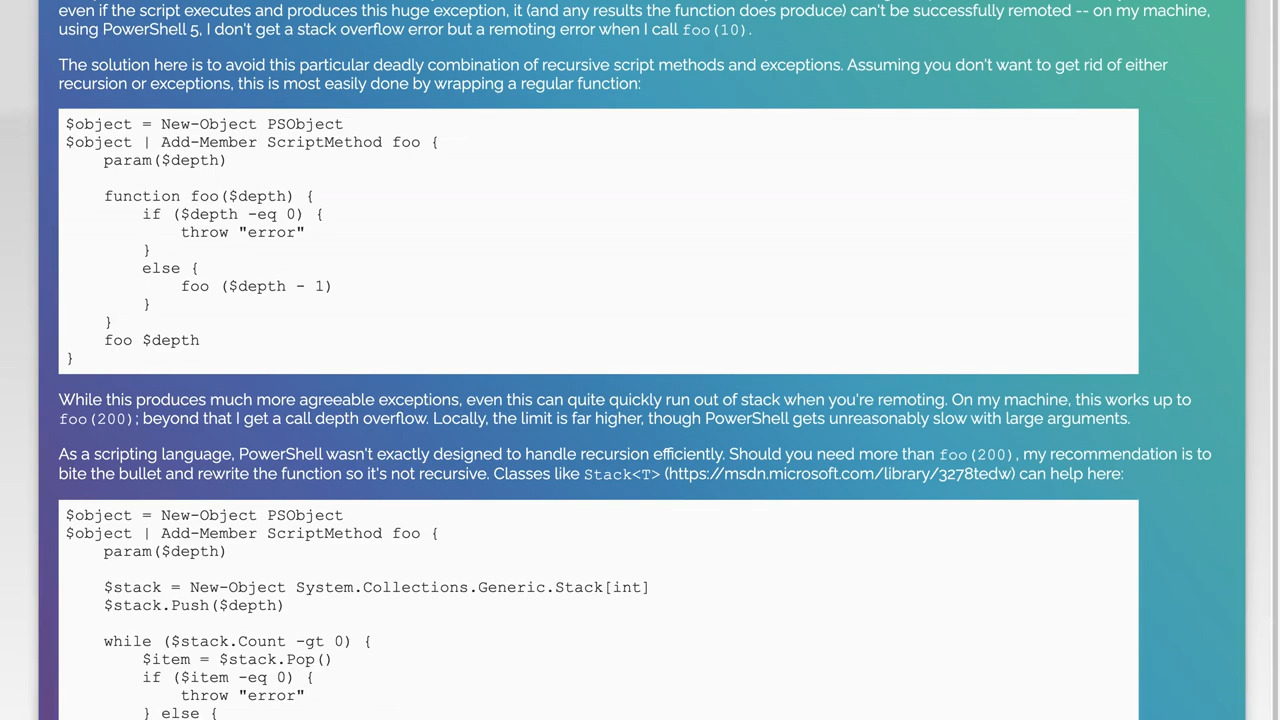 even if the script executes and produces this huge exception, it (and any results the function does produce) can't be successfully remoted -- on my machine,
using PowerShell 5, I don't get a stack overflow error but a remoting error when I call foo(10).
The solution here is to avoid this particular deadly combination of recursive script methods and exceptions. Assuming you don't want to get rid of either
recursion or exceptions, this is most easily done by wrapping a regular function:
$object = New-Object PSObject
$object | Add-Member ScriptMethod foo {
    param($depth)
    function foo($depth) {
        if ($depth -eq 0) {
            throw "error"
        }
        else {
            foo ($depth - 1)
        }
    }
    foo $depth
}
While this produces much more agreeable exceptions, even this can quite quickly run out of stack when you're remoting. On my machine, this works up to
foo(200); beyond that I get a call depth overflow. Locally, the limit is far higher, though PowerShell gets unreasonably slow with large arguments.
As a scripting language, PowerShell wasn't exactly designed to handle recursion efficiently. Should you need more than foo(200), my recommendation is to
bite the bullet and rewrite the function so it's not recursive. Classes like Stack<T> (https://msdn.microsoft.com/library/3278tedw) can help here:
$object = New-Object PSObject
$object | Add-Member ScriptMethod foo {
    param($depth)
    $stack = New-Object System.Collections.Generic.Stack[int]
    $stack.Push($depth)
    while ($stack.Count -gt 0) {
        $item = $stack.Pop()
        if ($item -eq 0) {
            throw "error"
        } else {